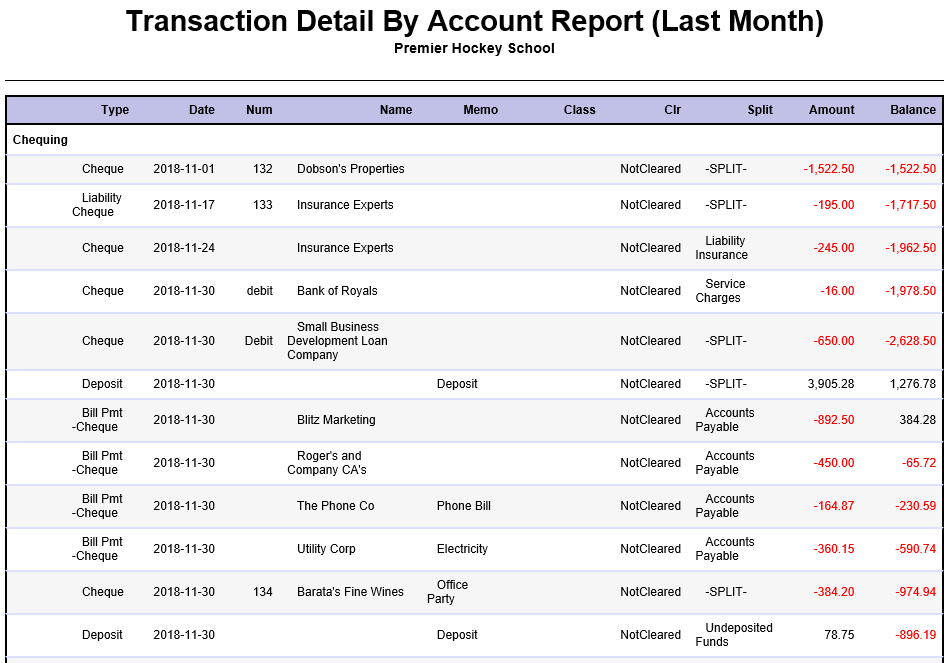 Transaction Detail By Account Report (Last Month)
Premier Hockey School
Type Date Num Name Memo Class Clr Split Amount Balance
Chequing
Cheque 2018-11-01 132 Dobson's Properties NotCleared -SPLIT- -1,522.50 -1,522.50
Liability
Cheque 2018-11-17 133 Insurance Experts NotCleared -SPLIT- -195.00 -1,717.50
Cheque 2018-11-24 Insurance Experts NotCleared Liability
Insurance -245.00 -1,962.50
Cheque 2018-11-30 debit Bank of Royals NotCleared Service
Charges -16.00 -1,978.50
Cheque 2018-11-30 Debit Small Business
Development Loan
Company NotCleared -SPLIT- -650.00 -2,628.50
Deposit 2018-11-30 Deposit NotCleared -SPLIT- 3,905.28 1,276.78
Bill Pmt
-Cheque 2018-11-30 Blitz Marketing NotCleared Accounts
Payable -892.50 384.28
Bill Pmt
-Cheque 2018-11-30 Roger's and
Company CA's NotCleared Accounts
Payable -450.00 -65.72
Bill Pmt
-Cheque 2018-11-30 The Phone Co Phone Bill NotCleared Accounts
Payable -164.87 -230.59
Bill Pmt
-Cheque 2018-11-30 Utility Corp Electricity NotCleared Accounts
Payable -360.15 -590.74
Cheque 2018-11-30 134 Barata's Fine Wines Office
Party NotCleared -SPLIT- -384.20 -974.94
Deposit 2018-11-30 Deposit NotCleared Undeposited
Funds 78.75 -896.19